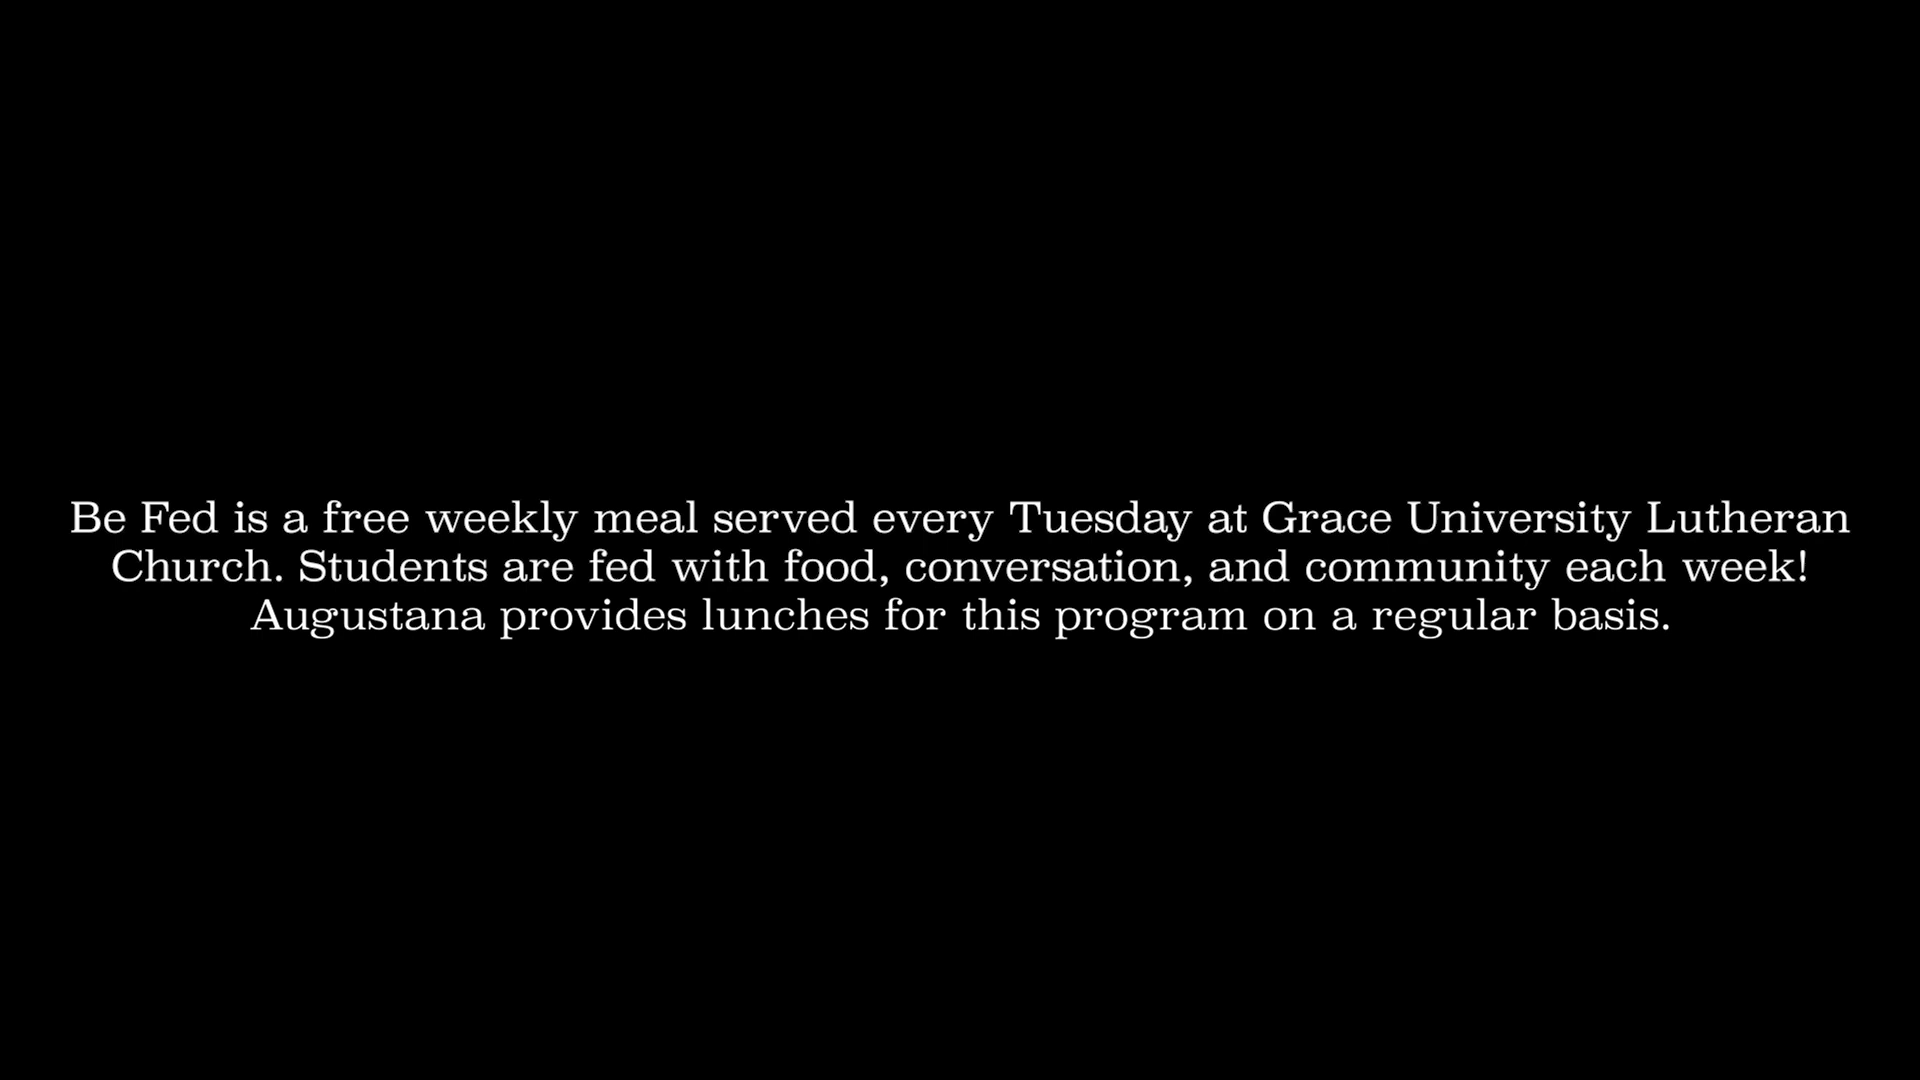 Be Fed is a free weekly meal served every Tuesday at Grace University Lutheran
Church. Students are fed with food, conversation, and community each week!
Augustana provides lunches for this program on a regular basis.